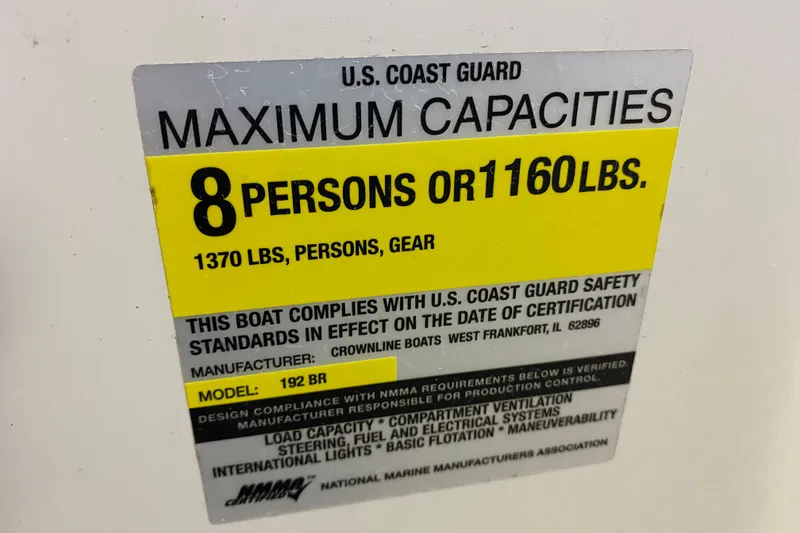 U.S. COAST GUARD
MAXIMUM CAPACITIES
8 PERSONS OR 1160 LBS.
1370 LBS, PERSONS, GEAR
THIS BOAT COMPLIES WITH U.S. COAST GUARD SAFETY
STANDARDS IN EFFECT ON THE DATE OF CERTIFICATION
MANUFACTURER: CROWNLINE BOATS WEST FRANKFORT, IL 62896
MODEL: 192 BR
DESIGN COMPLIANCE WITH NMMA REQUIREMENTS BELOW IS VERIFIED.
MANUFACTURER RESPONSIBLE FOR PRODUCTION CONTROL.
LOAD CAPACITY * COMPARTMENT VENTILATION
STEERING, FUEL AND ELECTRICAL SYSTEMS
INTERNATIONAL LIGHTS * BASIC FLOTATION * MANEUVERABILITY
NMMA™
CERTIFIED
NATIONAL MARINE MANUFACTURERS ASSOCIATION